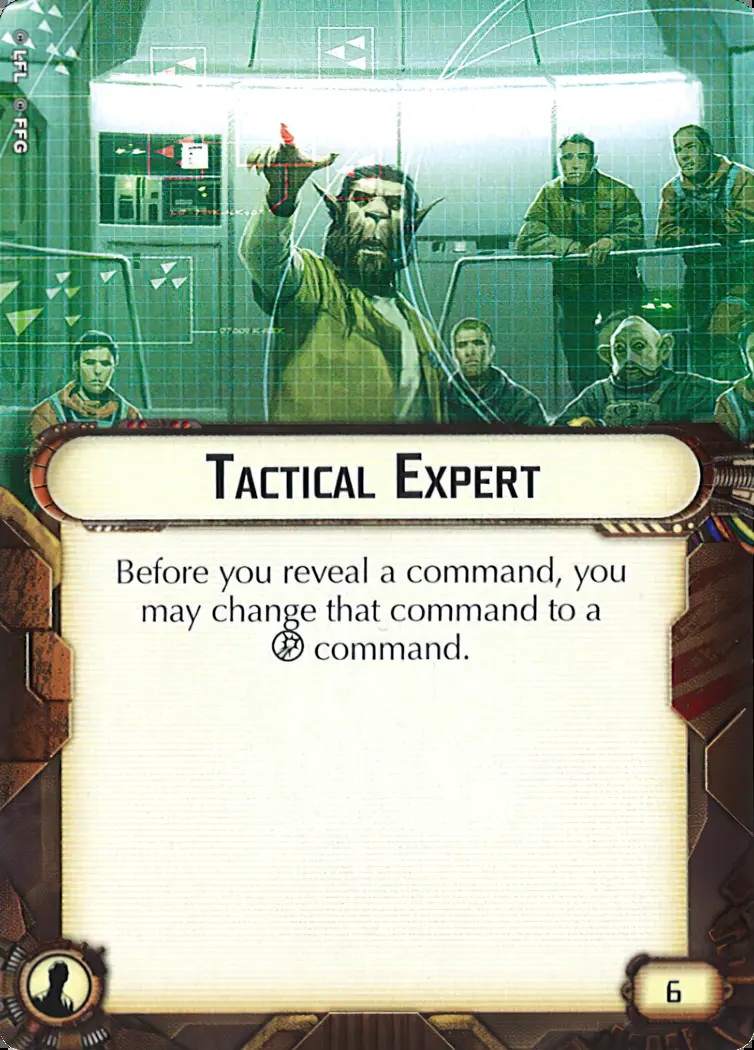 © LFL © FFG
TACTICAL EXPERT
Before you reveal a command, you
may change that command to a
command.
6